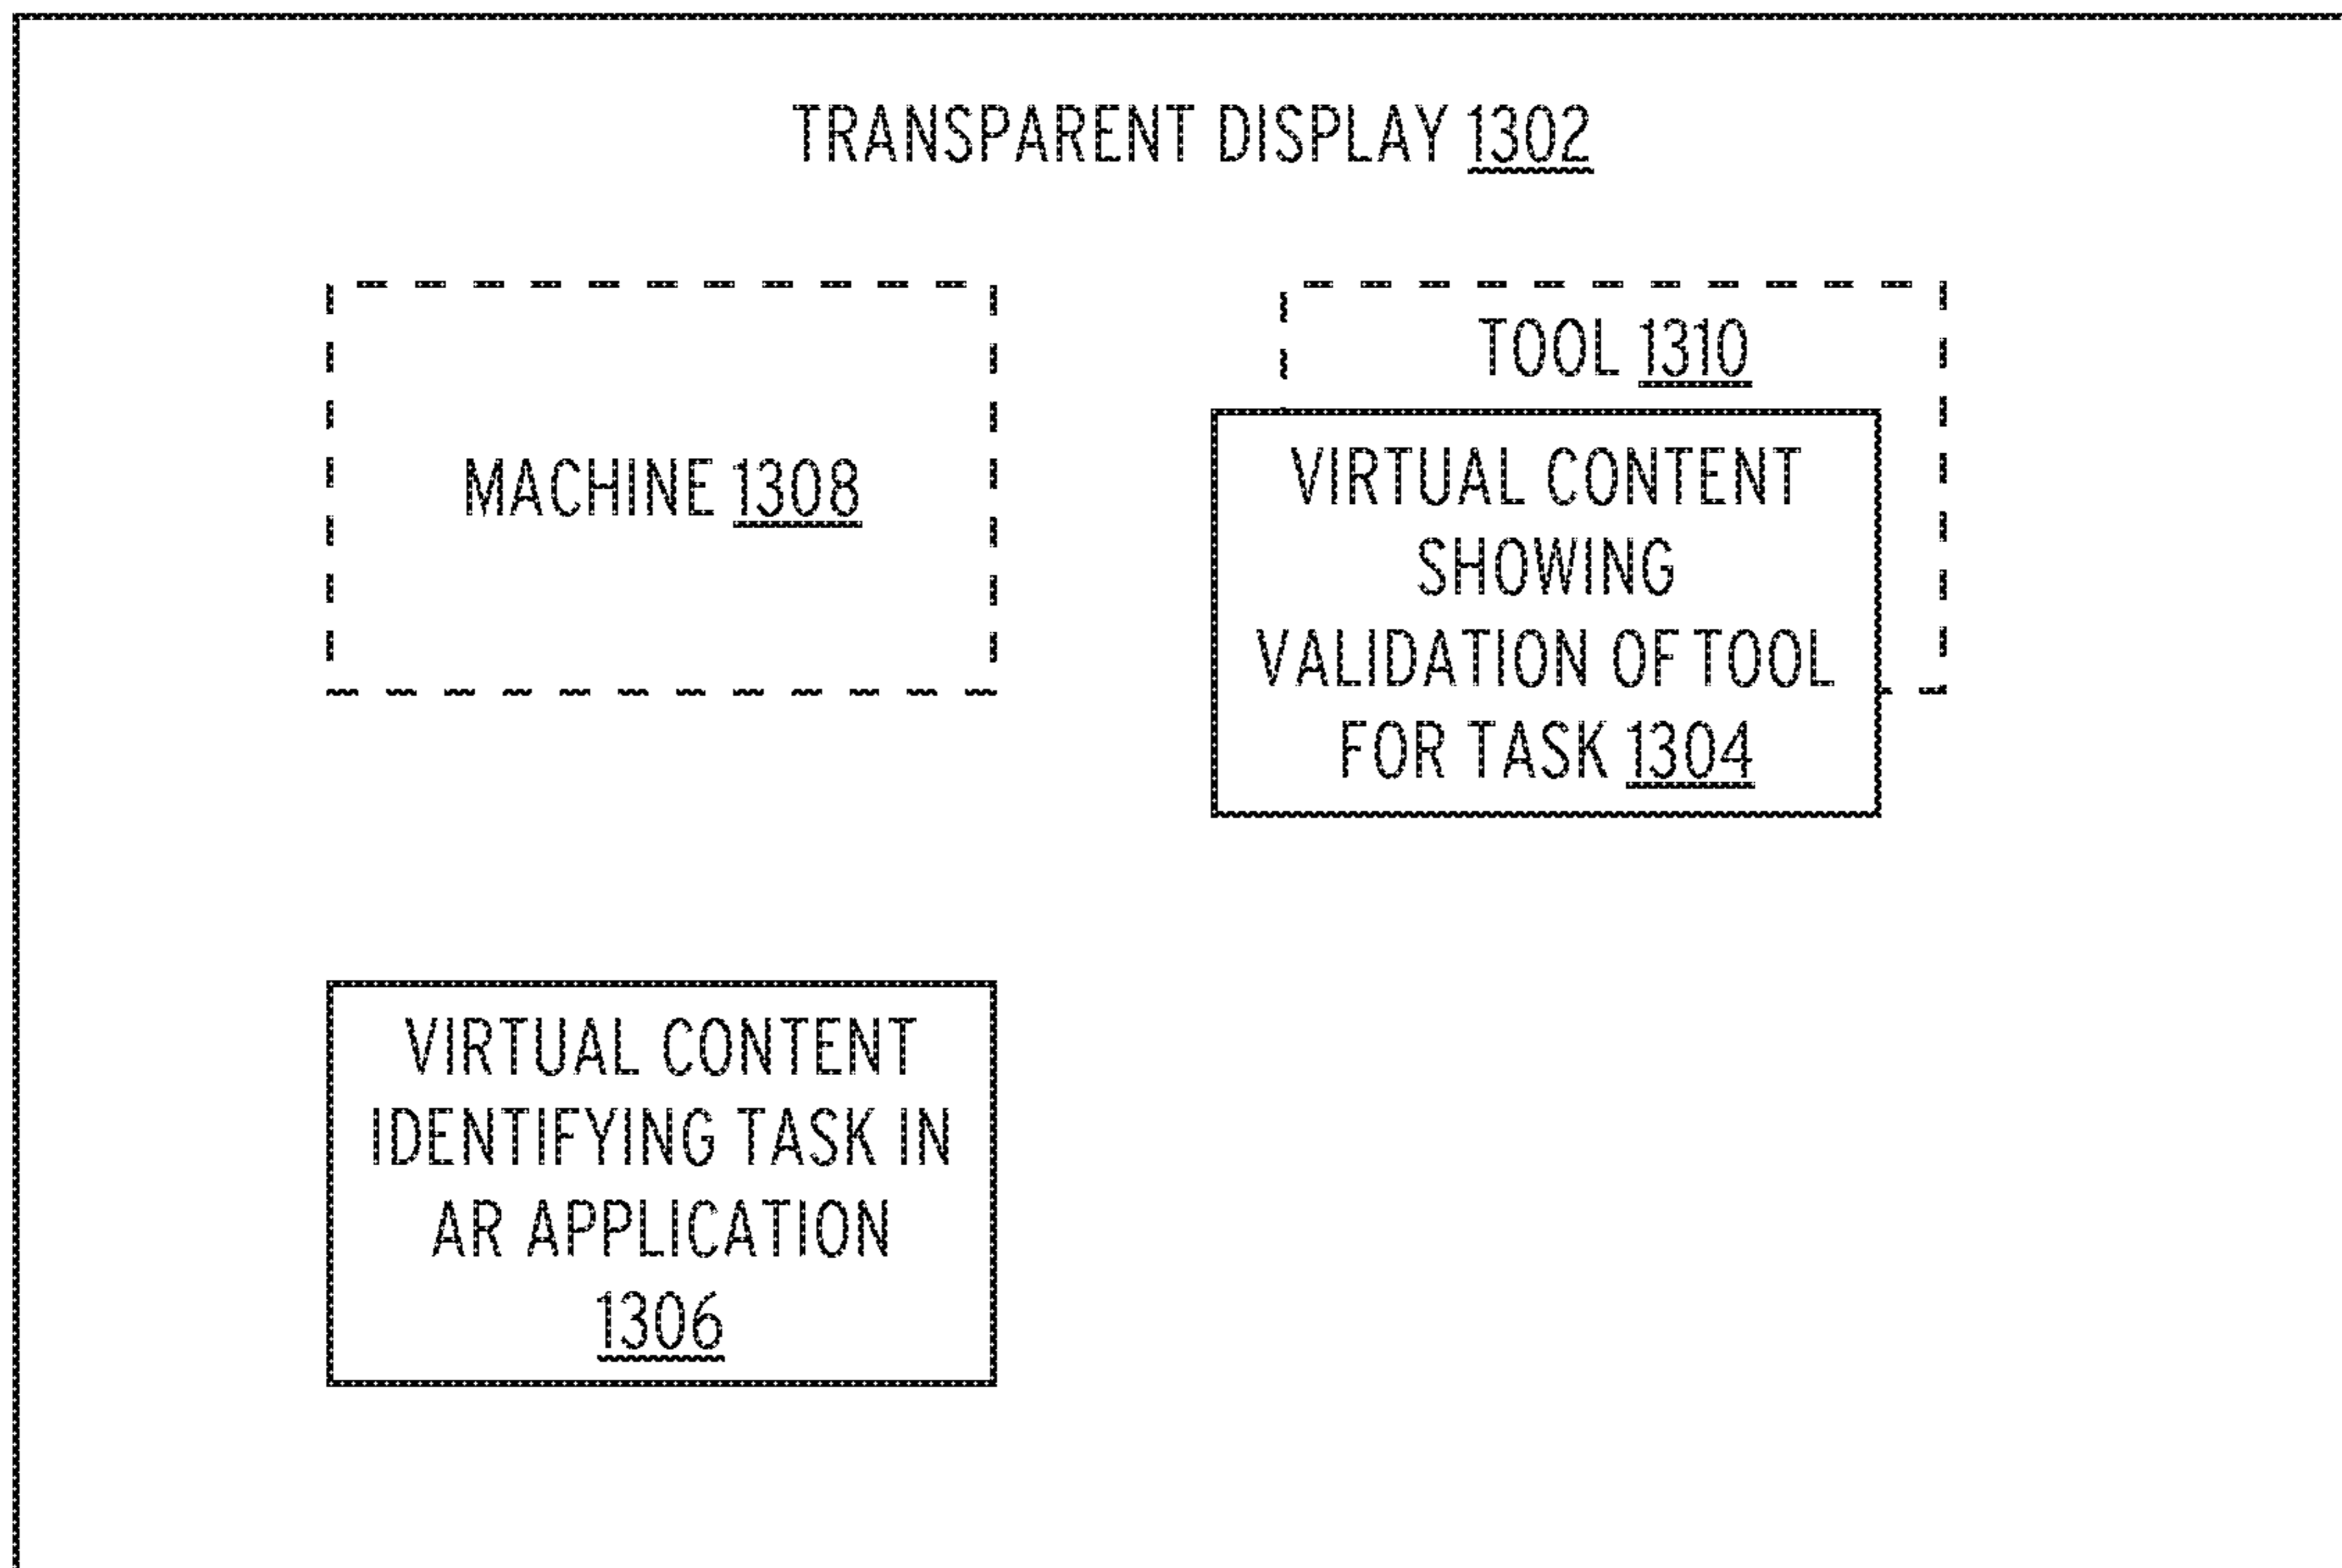 TRANSPARENT DISPLAY 1302
MACHINE 1308
TOOL 1310
VIRTUAL CONTENT
SHOWING
VALIDATION OF TOOL
FOR TASK 1304
VIRTUAL CONTENT
IDENTIFYING TASK IN
AR APPLICATION
1306